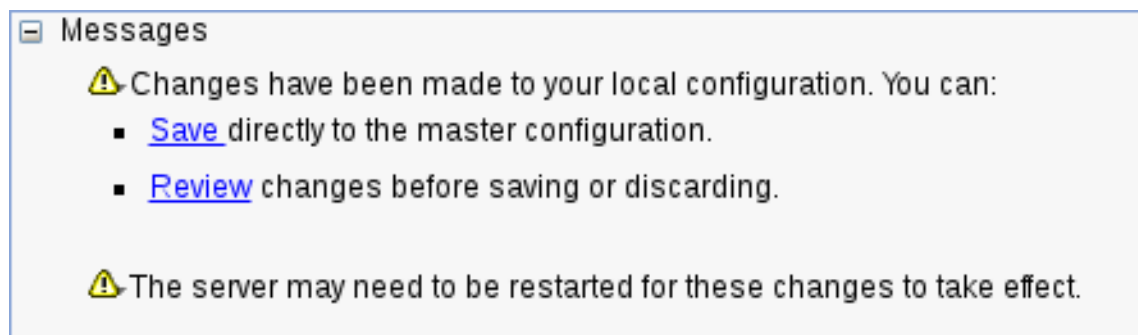 Messages
Changes have been made to your local configuration. You can:
Save directly to the master configuration.
Review changes before saving or discarding.
The server may need to be restarted for these changes to take effect.